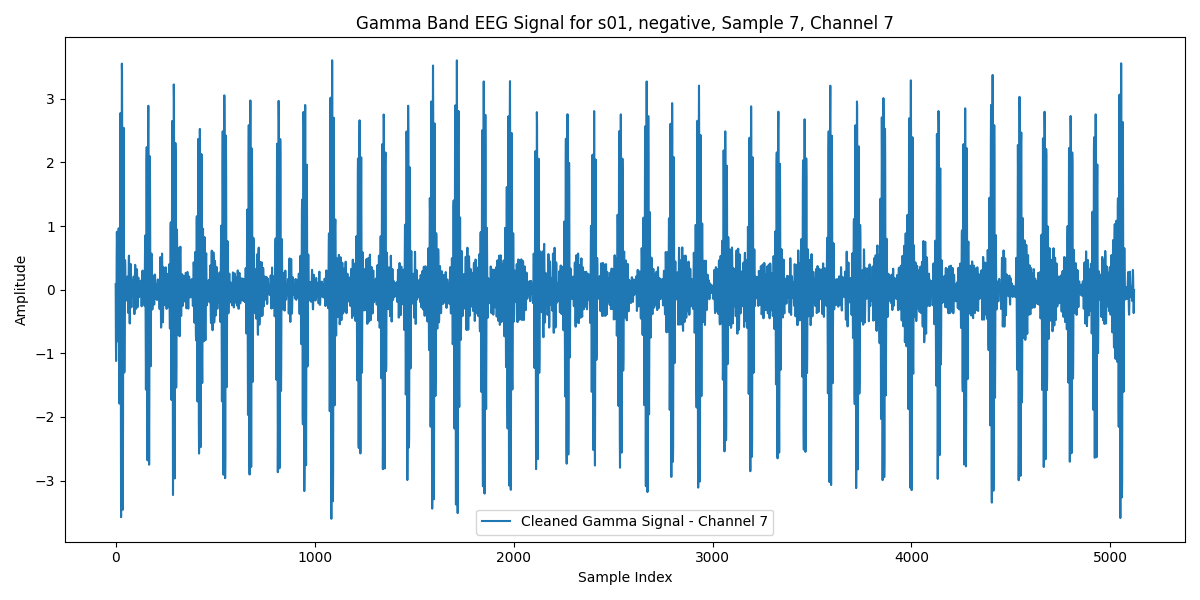 Gamma Band EEG Signal for s01, negative, Sample 7, Channel 7
Amplitude
3
2
1
0
−1
−2
−3
Cleaned Gamma Signal - Channel 7
0 1000 2000 3000 4000 5000
Sample Index